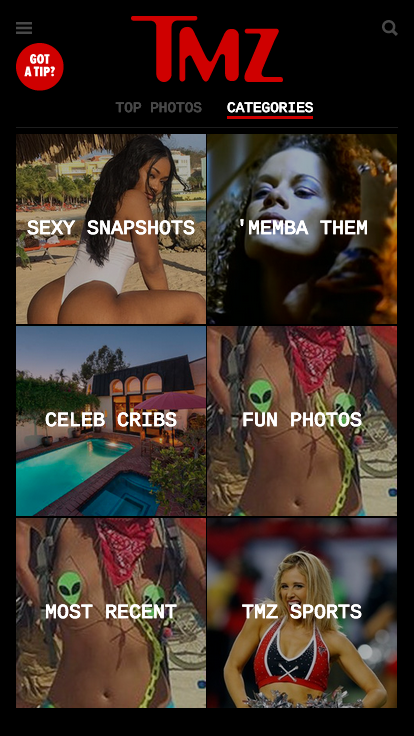 TMZ
GOT
A TIP?
TOP PHOTOS CATEGORIES
SEXY SNAPSHOTS
'MEMBA THEM
CELEB CRIBS
FUN PHOTOS
MOST RECENT
TMZ SPORTS